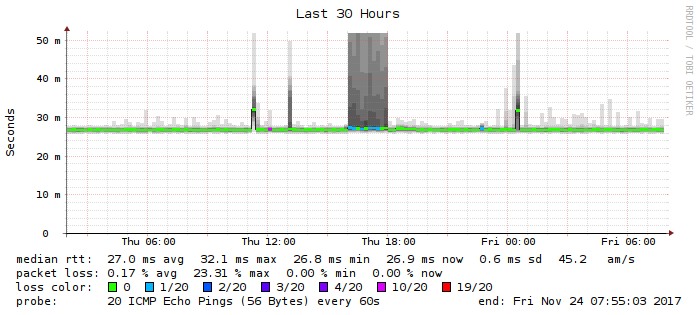 Last 30 Hours
RRDTOOL / TOBI OETIKER
Seconds
50 m
40 m
30 m
20 m
10 m
0
Thu 06:00 Thu 12:00 Thu 18:00 Fri 00:00 Fri 06:00
median rtt: 27.0 ms avg 32.1 ms max 26.8 ms min 26.9 ms now 0.6 ms sd 45.2 am/s
packet loss: 0.17 % avg 23.31 % max 0.00 % min 0.00 % now
loss color: 0 1/20 2/20 3/20 4/20 10/20 19/20
probe: 20 ICMP Echo Pings (56 Bytes) every 60s end: Fri Nov 24 07:55:03 2017